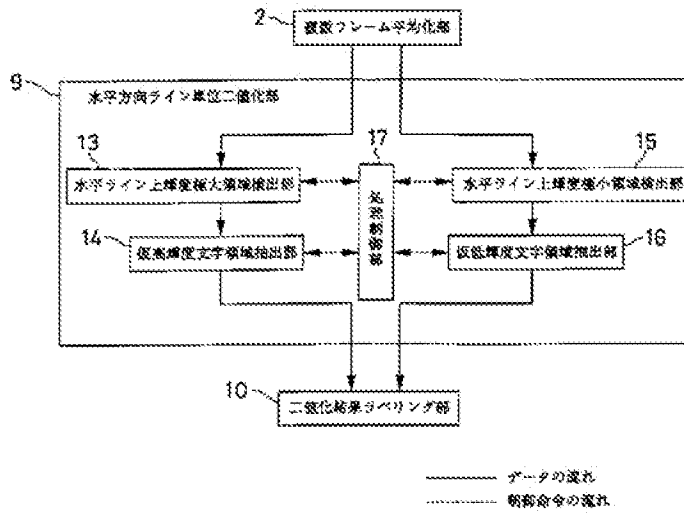 2
複数フレーム平均化部
9
水平方向ライン単位二値化部
13
17
15
水平ライン上輝度極大領域検出部
処理制御部
水平ライン上輝度極小領域検出部
14
仮高輝度文字領域抽出部
仮低輝度文字領域抽出部
16
10
二値化結果ラベリング部
データの流れ
制御命令の流れ